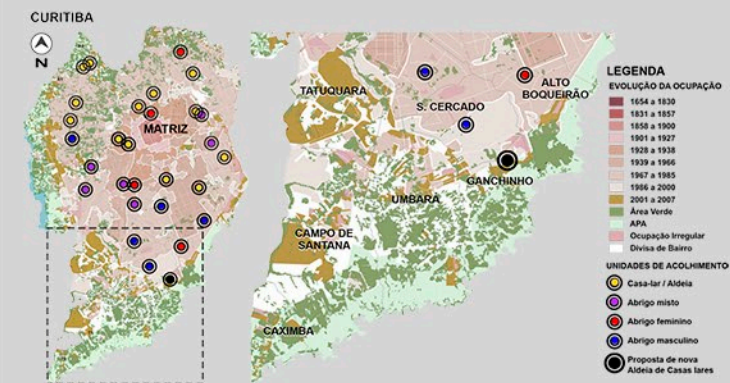 CURITIBA
N
MATRIZ
TATUQUARA
S. CERCADO
ALTO
BOQUEIRÃO
GANCHINHO
UMBARÁ
CAMPO DE
SANTANA
CAXIMBA
LEGENDA
EVOLUÇÃO DA OCUPAÇÃO
1654 a 1830
1831 a 1857
1858 a 1900
1901 a 1927
1928 a 1938
1939 a 1966
1967 a 1985
1986 a 2000
2001 a 2007
Área Verde
APA
Ocupação Irregular
Divisa de Bairro
UNIDADES DE ACOLHIMENTO
Casa-lar / Aldeia
Abrigo misto
Abrigo feminino
Abrigo masculino
Proposta de nova
Aldeia de Casas lares